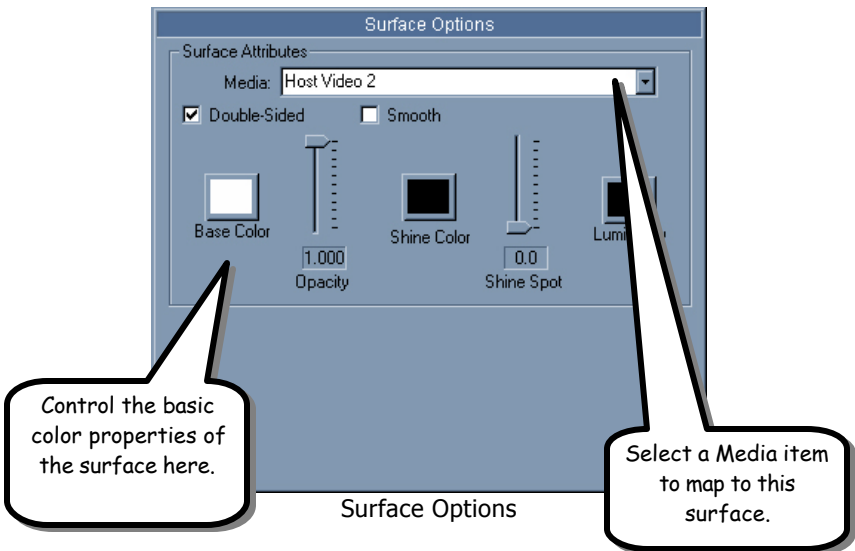 Surface Options
Surface Attributes
Media: Host Video 2
Double-Sided Smooth
Base Color
1.000
Opacity
Shine Color
0.0
Shine Spot
Control the basic
color properties of
the surface here.
Select a Media item
to map to this
surface.
Surface Options